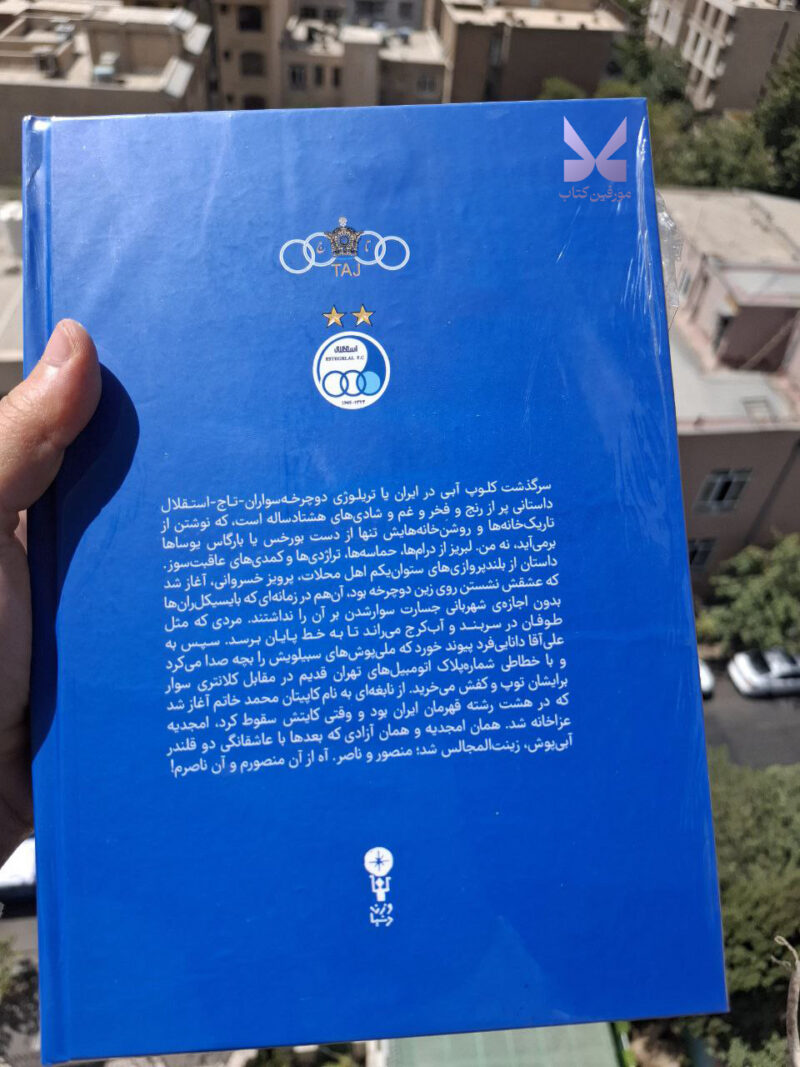 مورفین کتاب
تاج
TAJ
استقلال
ESTEGHLAL F.C
سرگذشت کلوپ آبی در ایران یا تریلوژی دوچرخه‌سواران-تاج-استقلال
داستانی پر از رنج و فخر و غم و شادی‌های هشتادساله است، که نوشتن از
تاریک‌خانه‌ها و روشن‌خانه‌هایش تنها از دست بورخس یا بارگاس یوساها
برمی‌آید، نه من. لبریز از درام‌ها، حماسه‌ها، تراژدی‌ها و کمدی‌های عاقبت‌سوز.
داستان از بلندپروازی‌های ستوان‌یکم اهل محلات، پرویز خسروانی، آغاز شد
که عشقش نشستن روی زین دوچرخه بود، آن‌هم در زمانه‌ای که بایسیکل‌ران‌ها
بدون اجازه‌ی شهربانی جسارت سوارشدن بر آن را نداشتند. مردی که مثل
طوفان در سربند و آب‌کرج می‌راند تا به خط پایان برسد. سپس به
علی‌آقا دانایی‌فرد پیوند خورد که ملی‌پوش‌های سبیلویش را بچه صدا می‌کرد
و با خطاطی شماره‌پلاک اتومبیل‌های تهران قدیم در مقابل کلانتری سوار
برایشان توپ و کفش می‌خرید. از نابغه‌ای به نام کاپیتان محمد خاتم آغاز شد
که در هشت رشته قهرمان ایران بود و وقتی کایتش سقوط کرد، امجدیه
عزاخانه شد. همان امجدیه و همان آزادی که بعدها با عاشقانگی دو قلندر
آبی‌پوش، زینت‌المجالس شد؛ منصور و ناصر. آه از آن منصورم و آن ناصرم!
وزن
دنیا